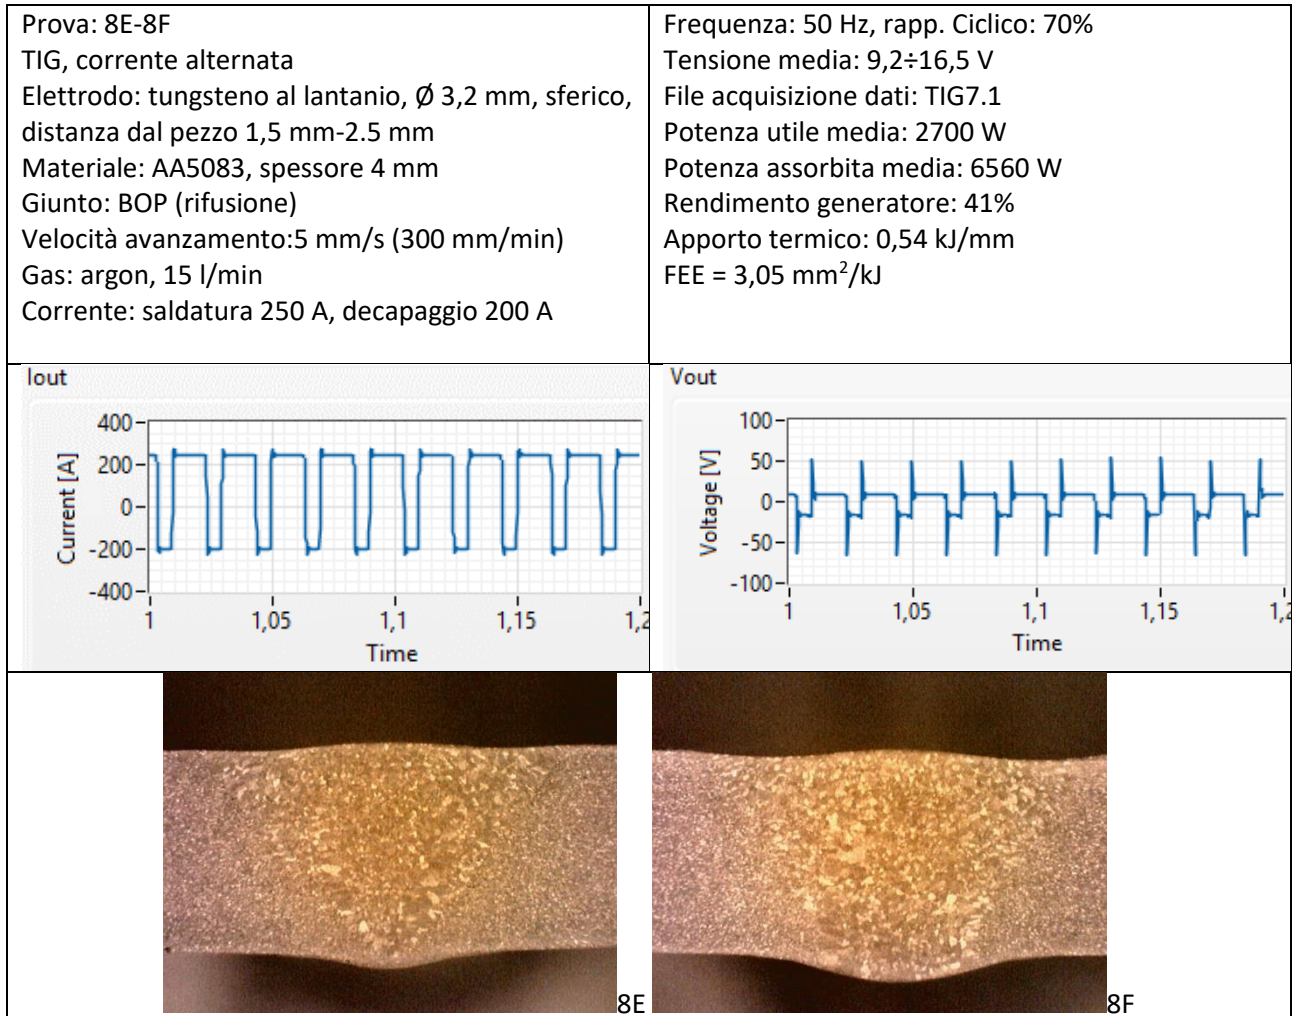 Prova: 8E-8F
TIG, corrente alternata
Elettrodo: tungsteno al lantanio, Ø 3,2 mm, sferico,
distanza dal pezzo 1,5 mm-2.5 mm
Materiale: AA5083, spessore 4 mm
Giunto: BOP (rifusione)
Velocità avanzamento:5 mm/s (300 mm/min)
Gas: argon, 15 l/min
Corrente: saldatura 250 A, decapaggio 200 A
Frequenza: 50 Hz, rapp. Ciclico: 70%
Tensione media: 9,2÷16,5 V
File acquisizione dati: TIG7.1
Potenza utile media: 2700 W
Potenza assorbita media: 6560 W
Rendimento generatore: 41%
Apporto termico: 0,54 kJ/mm
FEE = 3,05 mm²/kJ
Iout
Current [A]
400
200
0
-200
-400
1 1,05 1,1 1,15 1,2
Time
Vout
Voltage [V]
100
50
0
-50
-100
1 1,05 1,1 1,15 1,2
Time
8E
8F